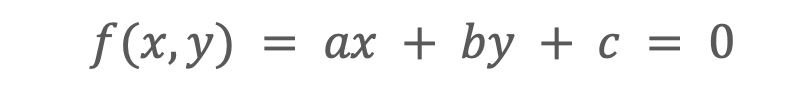 f(x,y) = ax + by + c = 0